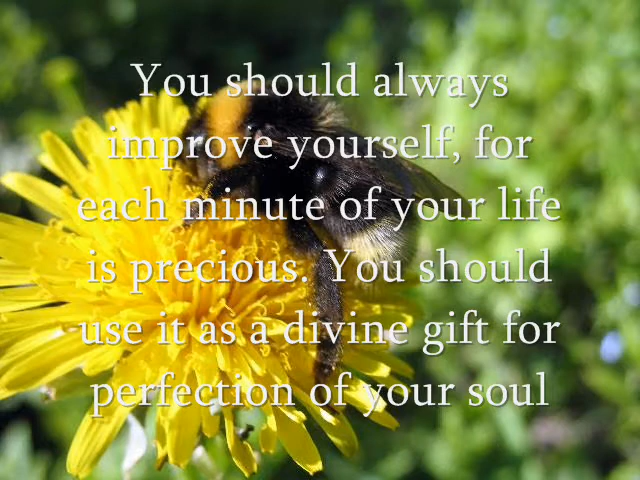 You should always
improve yourself, for
each minute of your life
is precious. You should
use it as a divine gift for
perfection of your soul